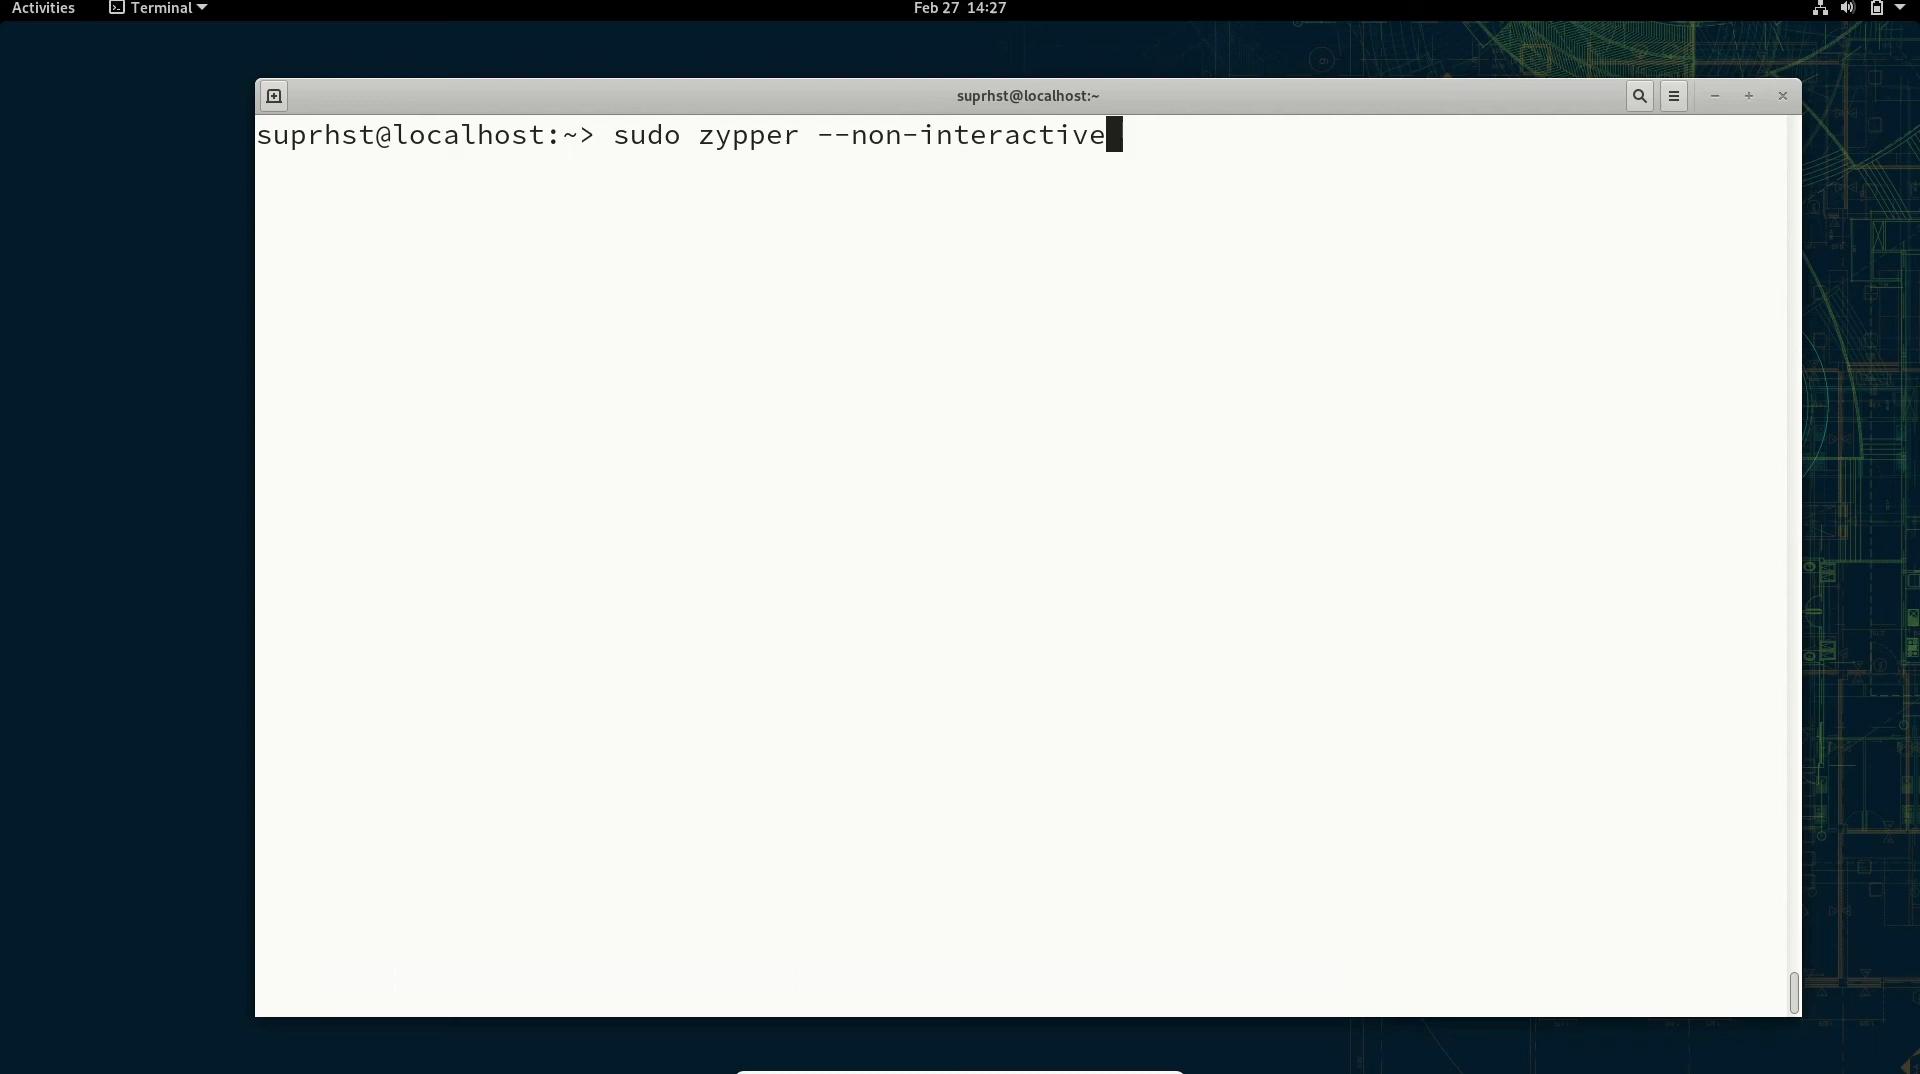 Activities Terminal Feb 27 14:27
suprhst@localhost:~
suprhst@localhost:~> sudo zypper --non-interactive